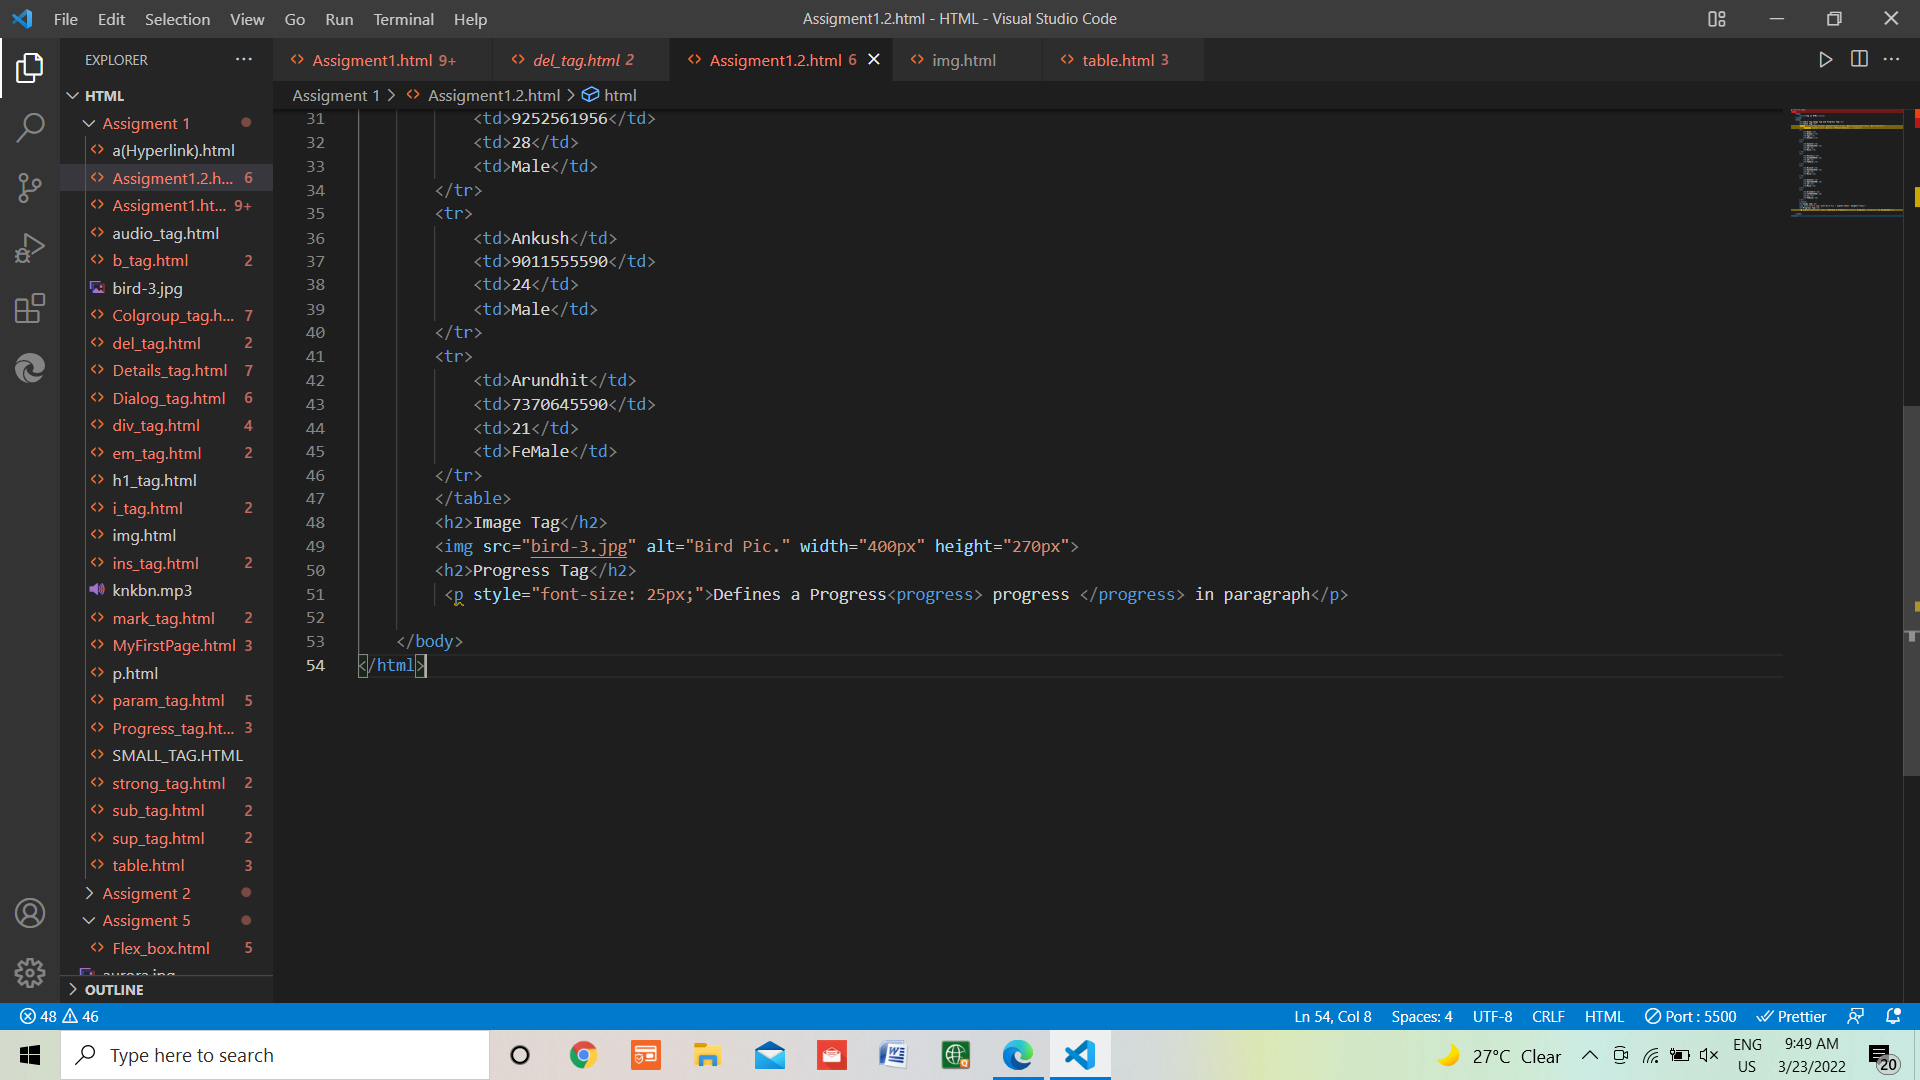 File Edit Selection View Go Run Terminal Help
Assigment1.2.html - HTML - Visual Studio Code
EXPLORER ...
Assigment1.html 9+
del_tag.html 2
Assigment1.2.html 6
img.html
table.html 3
HTML
Assigment 1
a(Hyperlink).html
Assigment1.2.h... 6
Assigment1.ht... 9+
audio_tag.html
b_tag.html 2
bird-3.jpg
Colgroup_tag.h... 7
del_tag.html 2
Details_tag.html 7
Dialog_tag.html 6
div_tag.html 4
em_tag.html 2
h1_tag.html
i_tag.html 2
img.html
ins_tag.html 2
knkbn.mp3
mark_tag.html 2
MyFirstPage.html 3
p.html
param_tag.html 5
Progress_tag.ht... 3
SMALL_TAG.HTML
strong_tag.html 2
sub_tag.html 2
sup_tag.html 2
table.html 3
Assigment 2
Assigment 5
Flex_box.html 5
OUTLINE
Assigment 1 > Assigment1.2.html > html
31 <td>9252561956</td>
32 <td>28</td>
33 <td>Male</td>
34 </tr>
35 <tr>
36 <td>Ankush</td>
37 <td>9011555590</td>
38 <td>24</td>
39 <td>Male</td>
40 </tr>
41 <tr>
42 <td>Arundhit</td>
43 <td>7370645590</td>
44 <td>21</td>
45 <td>FeMale</td>
46 </tr>
47 </table>
48 <h2>Image Tag</h2>
49 <img src="bird-3.jpg" alt="Bird Pic." width="400px" height="270px">
50 <h2>Progress Tag</h2>
51 <p style="font-size: 25px;">Defines a Progress<progress> progress </progress> in paragraph</p>
52
53 </body>
54 </html>
48 46
Ln 54, Col 8 Spaces: 4 UTF-8 CRLF HTML Port : 5500 Prettier
Type here to search
27°C Clear
ENG
US
9:49 AM
3/23/2022
20